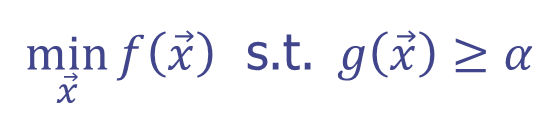 min f(x⃗) s.t. g(x⃗) ≥ α
x⃗